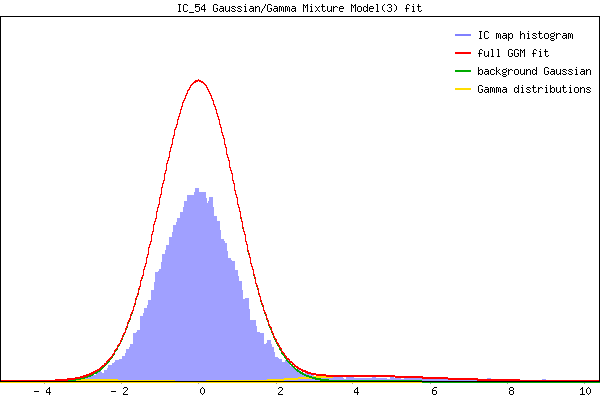 IC_54 Gaussian/Gamma Mixture Model(3) fit
IC map histogram
full GGM fit
background Gaussian
Gamma distributions
-4 -2 0 2 4 6 8 10